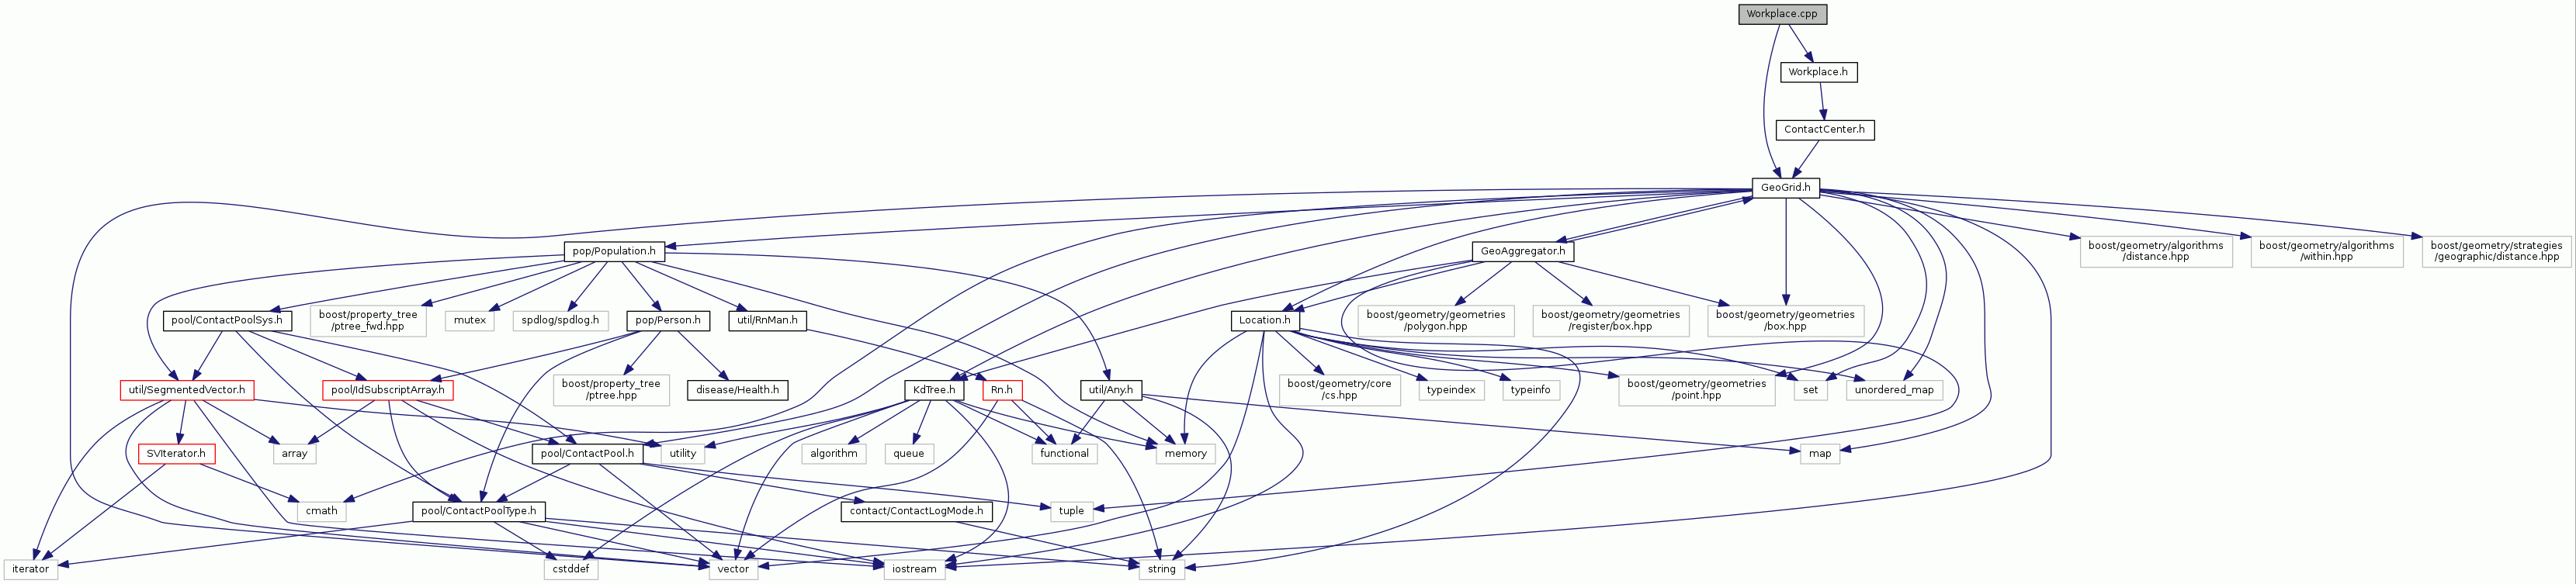 Workplace.cpp
Workplace.h
ContactCenter.h
GeoGrid.h
pop/Population.h
GeoAggregator.h
boost/geometry/algorithms
/distance.hpp
boost/geometry/algorithms
/within.hpp
boost/geometry/strategies
/geographic/distance.hpp
pool/ContactPoolSys.h
boost/property_tree
/ptree_fwd.hpp
mutex
spdlog/spdlog.h
pop/Person.h
util/RnMan.h
Location.h
boost/geometry/geometries
/polygon.hpp
boost/geometry/geometries
/register/box.hpp
boost/geometry/geometries
/box.hpp
util/SegmentedVector.h
pool/IdSubscriptArray.h
boost/property_tree
/ptree.hpp
disease/Health.h
KdTree.h
Rn.h
util/Any.h
boost/geometry/core
/cs.hpp
typeindex
typeinfo
boost/geometry/geometries
/point.hpp
set
unordered_map
SVIterator.h
array
pool/ContactPool.h
utility
algorithm
queue
functional
memory
map
cmath
pool/ContactPoolType.h
contact/ContactLogMode.h
tuple
iterator
cstddef
vector
iostream
string